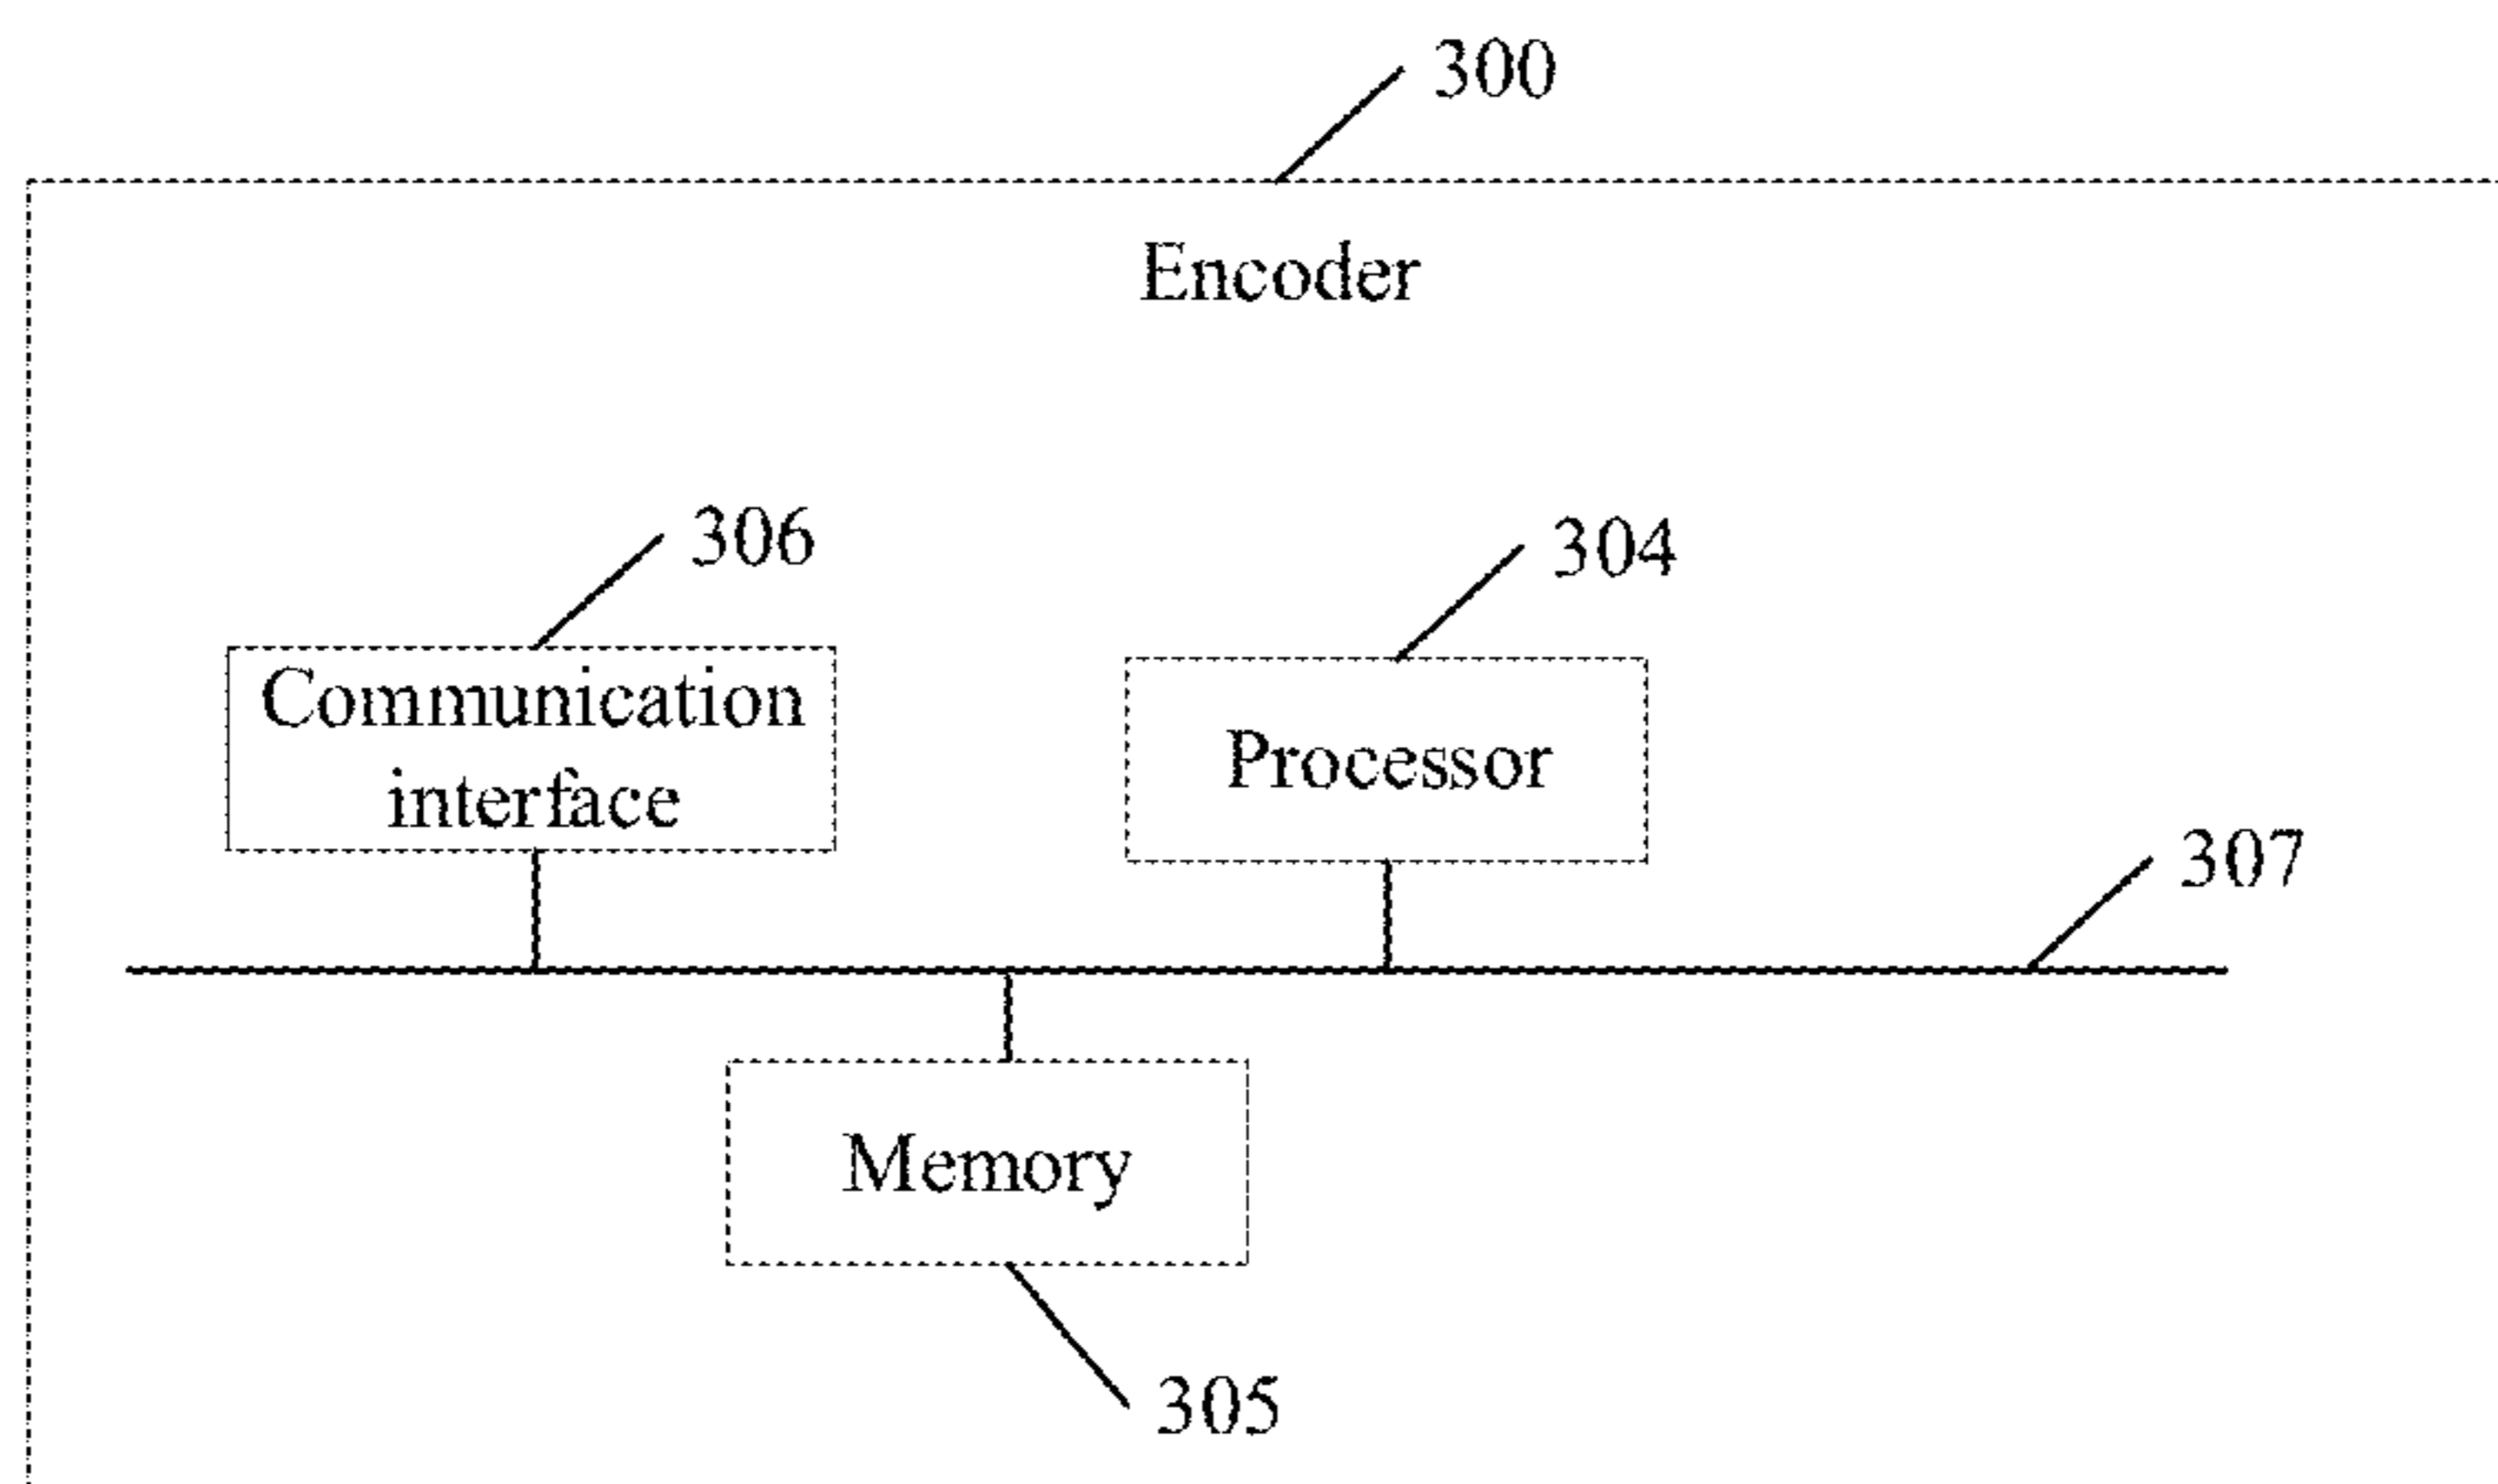 300
Encoder
306
304
Communication
interface
Processor
307
Memory
305